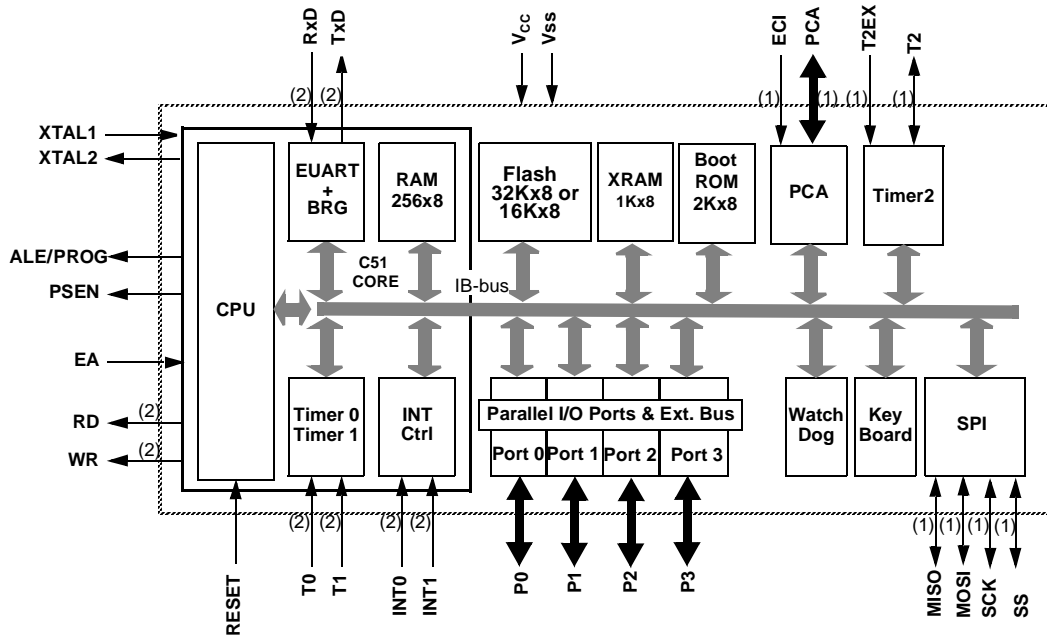 RxD
TxD
VCC
Vss
ECI
PCA
T2EX
T2
(2)
(2)
(1)
(1)
(1)
(1)
XTAL1
XTAL2
ALE/PROG
PSEN
EA
RD
(2)
WR
(2)
CPU
EUART
+
BRG
RAM
256x8
C51
CORE
IB-bus
Flash
32Kx8 or
16Kx8
XRAM
1Kx8
Boot
ROM
2Kx8
PCA
Timer2
Timer 0
Timer 1
INT
Ctrl
Parallel I/O Ports & Ext. Bus
Port 0
Port 1
Port 2
Port 3
Watch
Dog
Key
Board
SPI
(2)
(2)
(2)
(2)
(1)
(1)
(1)
(1)
RESET
T0
T1
INT0
INT1
P0
P1
P2
P3
MISO
MOSI
SCK
SS